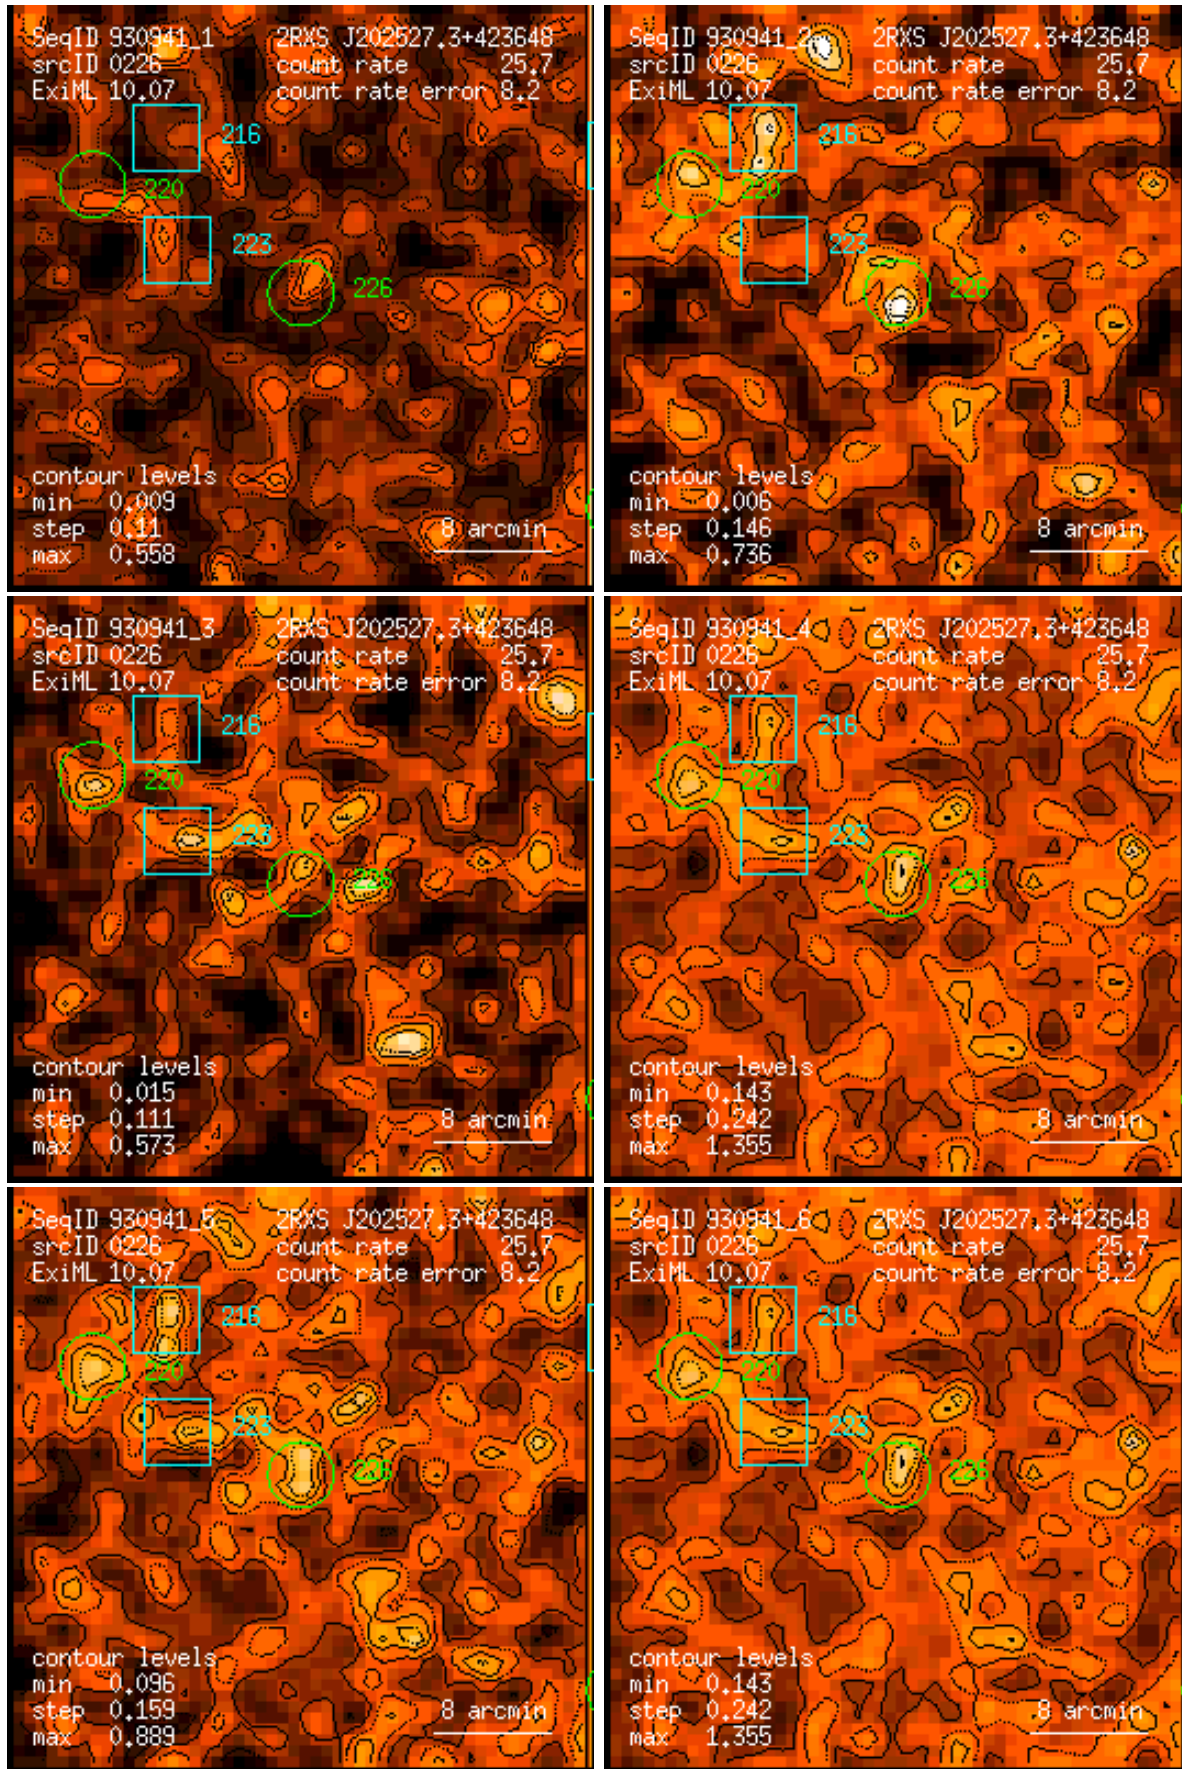 SeqID 930941_1 2RXS J202527.3+423648
srcID 0226 count rate 25.7
ExiML 10.07 count rate error 8.2
216
220
223
226
contour levels
min 0.009
step 0.11 8 arcmin
max 0.558
SeqID 930941_2 2RXS J202527.3+423648
srcID 0226 count rate 25.7
ExiML 10.07 count rate error 8.2
216
220
223
226
contour levels
min 0.006
step 0.146 8 arcmin
max 0.736
SeqID 930941_3 2RXS J202527.3+423648
srcID 0226 count rate 25.7
ExiML 10.07 count rate error 8.2
216
220
223
226
contour levels
min 0.015
step 0.111 8 arcmin
max 0.573
SeqID 930941_4 2RXS J202527.3+423648
srcID 0226 count rate 25.7
ExiML 10.07 count rate error 8.2
216
220
223
226
contour levels
min 0.143
step 0.242 8 arcmin
max 1.355
SeqID 930941_5 2RXS J202527.3+423648
srcID 0226 count rate 25.7
ExiML 10.07 count rate error 8.2
216
220
223
226
contour levels
min 0.096
step 0.159 8 arcmin
max 0.889
SeqID 930941_6 2RXS J202527.3+423648
srcID 0226 count rate 25.7
ExiML 10.07 count rate error 8.2
216
220
223
226
contour levels
min 0.143
step 0.242 8 arcmin
max 1.355